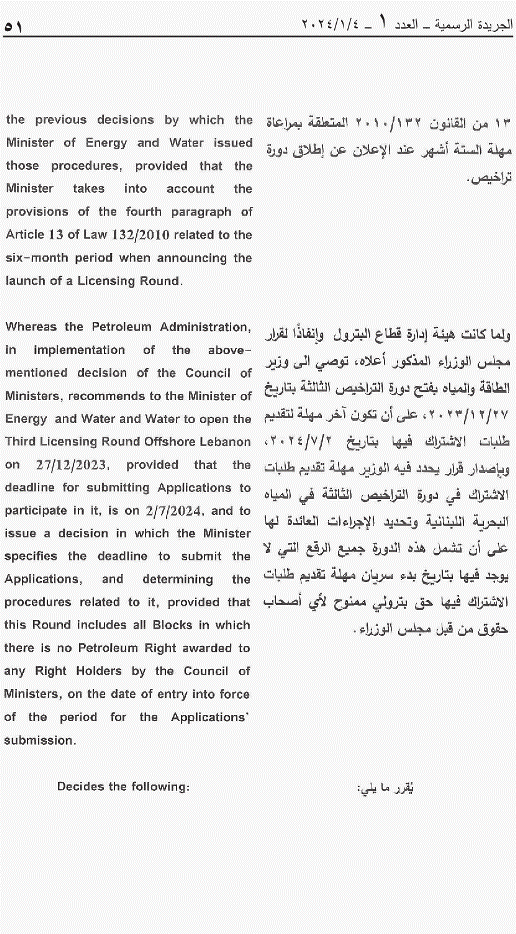 الجريدة الرسمية – العدد ١ – ٢٠٢٤/١/٤
٥١
the previous decisions by which the
Minister of Energy and Water issued
those procedures, provided that the
Minister takes into account the
provisions of the fourth paragraph of
Article 13 of Law 132/2010 related to the
six-month period when announcing the
launch of a Licensing Round.
١٣ من القانون ٢٠١٠/١٣٢ المتعلقة بمراعاة
مهلة الستة أشهر عند الإعلان عن إطلاق دورة
تراخيص.
Whereas the Petroleum Administration,
in implementation of the above-
mentioned decision of the Council of
Ministers, recommends to the Minister of
Energy and Water and Water to open the
Third Licensing Round Offshore Lebanon
on 27/12/2023, provided that the
deadline for submitting Applications to
participate in it, is on 2/7/2024, and to
issue a decision in which the Minister
specifies the deadline to submit the
Applications, and determining the
procedures related to it, provided that
this Round includes all Blocks in which
there is no Petroleum Right awarded to
any Right Holders by the Council of
Ministers, on the date of entry into force
of the period for the Applications'
submission.
ولما كانت هيئة إدارة قطاع البترول وإنفاذًا لقرار
مجلس الوزراء المذكور أعلاه، توصي الى وزير
الطاقة والمياه بفتح دورة التراخيص الثالثة بتاريخ
٢٠٢٣/١٢/٢٧، على أن تكون آخر مهلة لتقديم
طلبات الاشتراك فيها بتاريخ ٢٠٢٤/٧/٢،
وبإصدار قرار يحدد فيه الوزير مهلة تقديم طلبات
الاشتراك في دورة التراخيص الثالثة في المياه
البحرية اللبنانية وتحديد الإجراءات العائدة لها
على أن تشمل هذه الدورة جميع الرقع التي لا
يوجد فيها بتاريخ بدء سريان مهلة تقديم طلبات
الاشتراك فيها حق بترولي ممنوح لأي أصحاب
حقوق من قبل مجلس الوزراء.
Decides the following:
يُقرر ما يلي: